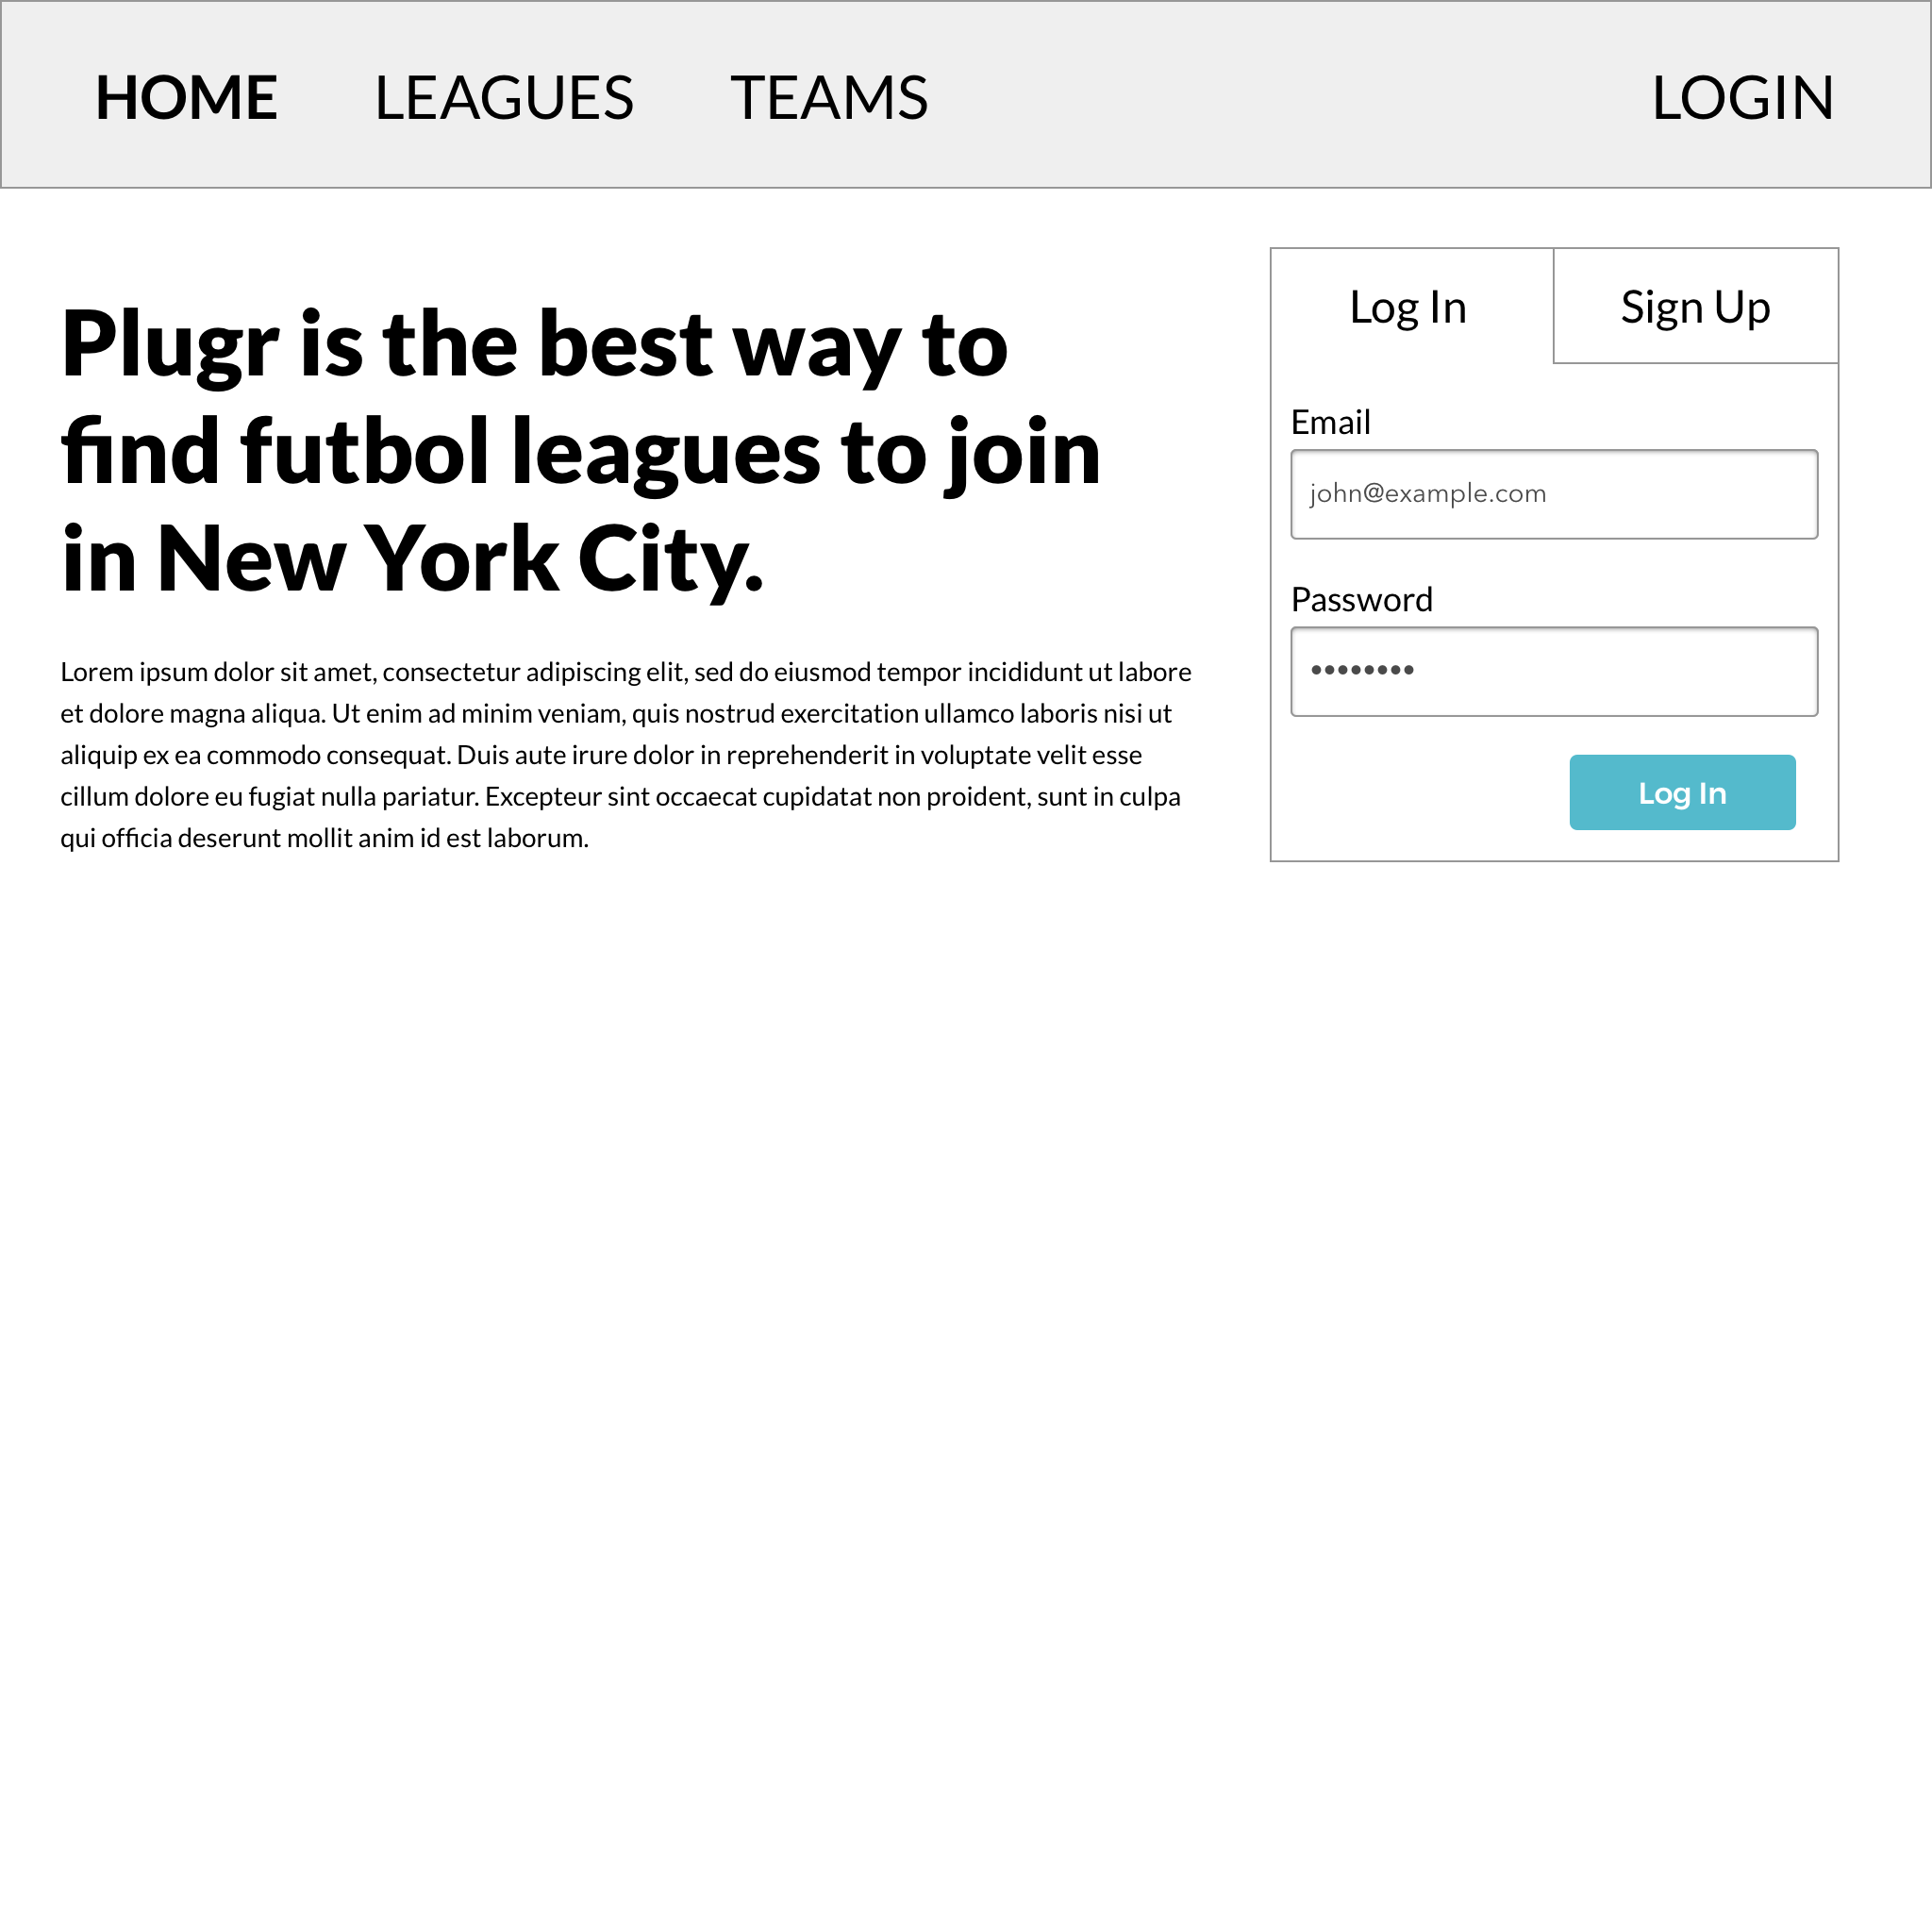 HOME LEAGUES TEAMS LOGIN
Plugr is the best way to
find futbol leagues to join
in New York City.
Lorem ipsum dolor sit amet, consectetur adipiscing elit, sed do eiusmod tempor incididunt ut labore
et dolore magna aliqua. Ut enim ad minim veniam, quis nostrud exercitation ullamco laboris nisi ut
aliquip ex ea commodo consequat. Duis aute irure dolor in reprehenderit in voluptate velit esse
cillum dolore eu fugiat nulla pariatur. Excepteur sint occaecat cupidatat non proident, sunt in culpa
qui officia deserunt mollit anim id est laborum.
Log In Sign Up
Email
john@example.com
Password
••••••••
Log In